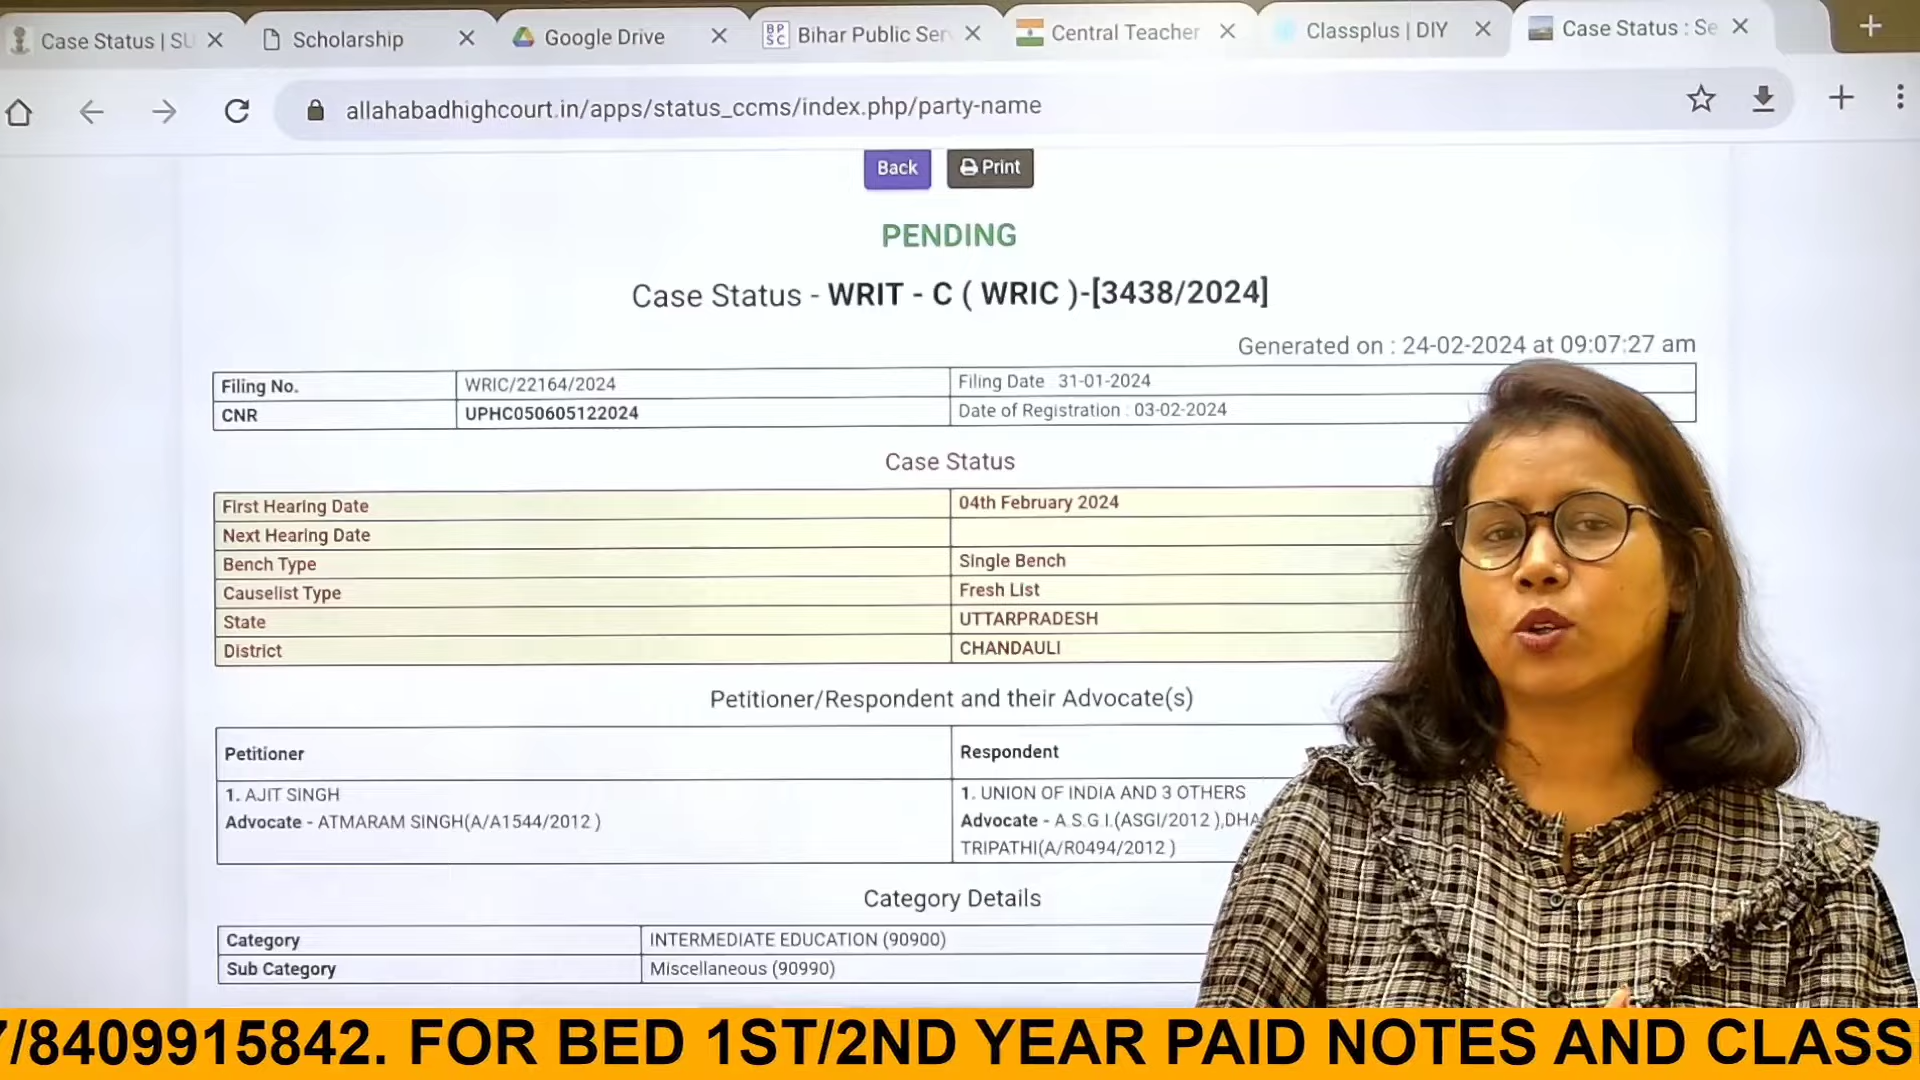 Case Status | SU
Scholarship
Google Drive
Bihar Public Ser
Central Teacher
Classplus | DIY
Case Status : Se
allahabadhighcourt.in/apps/status_ccms/index.php/party-name
Back
Print
PENDING
Case Status - WRIT - C ( WRIC )-[3438/2024]
Generated on : 24-02-2024 at 09:07:27 am
Filing No. WRIC/22164/2024 Filing Date : 31-01-2024
CNR UPHC050605122024 Date of Registration : 03-02-2024
Case Status
First Hearing Date 04th February 2024
Next Hearing Date
Bench Type Single Bench
Causelist Type Fresh List
State UTTARPRADESH
District CHANDAULI
Petitioner/Respondent and their Advocate(s)
Petitioner Respondent
1. AJIT SINGH 1. UNION OF INDIA AND 3 OTHERS
Advocate - ATMARAM SINGH(A/A1544/2012 ) Advocate - A.S.G.I.(ASGI/2012 ),DHA
TRIPATHI(A/R0494/2012 )
Category Details
Category INTERMEDIATE EDUCATION (90900)
Sub Category Miscellaneous (90990)
/8409915842. FOR BED 1ST/2ND YEAR PAID NOTES AND CLASS